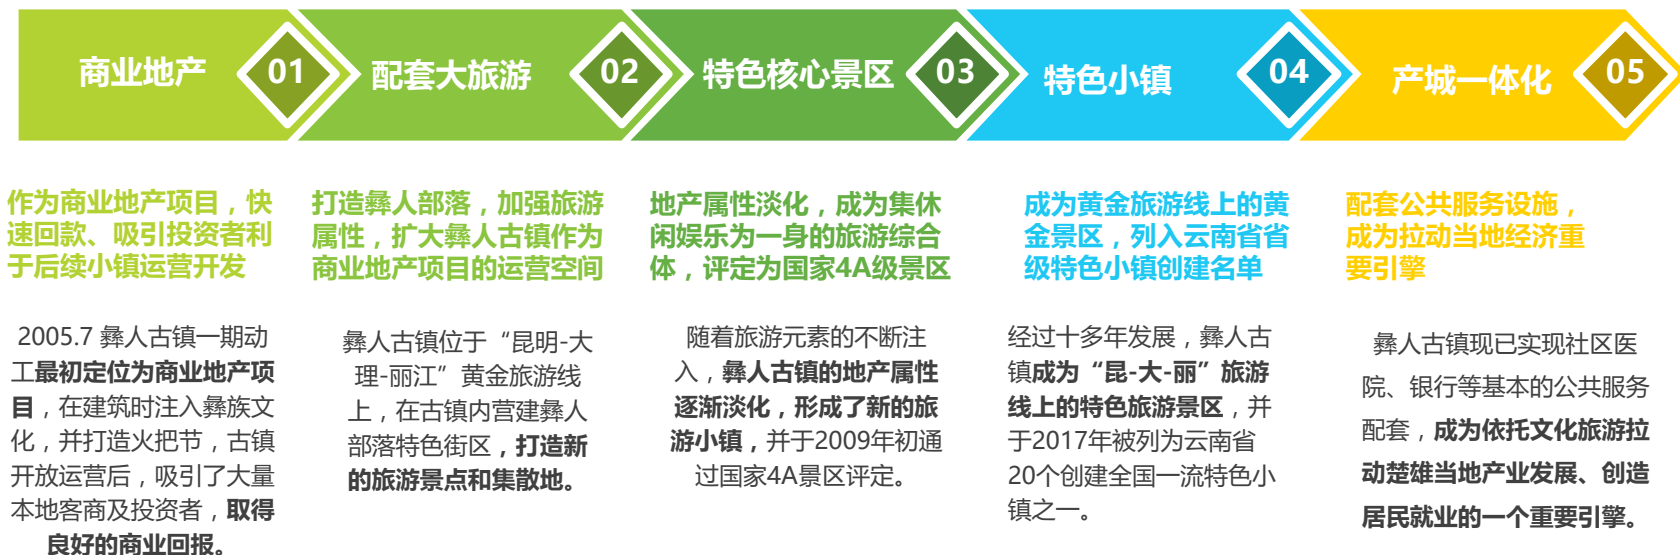 商业地产
01
配套大旅游
02
特色核心景区
03
特色小镇
04
产城一体化
05
作为商业地产项目，快
速回款、吸引投资者利
于后续小镇运营开发
2005.7 彝人古镇一期动
工最初定位为商业地产项
目，在建筑时注入彝族文
化，并打造火把节，古镇
开放运营后，吸引了大量
本地客商及投资者，取得
良好的商业回报。
打造彝人部落，加强旅游
属性，扩大彝人古镇作为
商业地产项目的运营空间
彝人古镇位于“昆明-大
理-丽江”黄金旅游线
上，在古镇内营建彝人
部落特色街区，打造新
的旅游景点和集散地。
地产属性淡化，成为集休
闲娱乐为一身的旅游综合
体，评定为国家4A级景区
随着旅游元素的不断注
入，彝人古镇的地产属性
逐渐淡化，形成了新的旅
游小镇，并于2009年初通
过国家4A景区评定。
成为黄金旅游线上的黄
金景区，列入云南省省
级特色小镇创建名单
经过十多年发展，彝人古
镇成为“昆-大-丽”旅游
线上的特色旅游景区，并
于2017年被列为云南省
20个创建全国一流特色小
镇之一。
配套公共服务设施，
成为拉动当地经济重
要引擎
彝人古镇现已实现社区医
院、银行等基本的公共服务
配套，成为依托文化旅游拉
动楚雄当地产业发展、创造
居民就业的一个重要引擎。